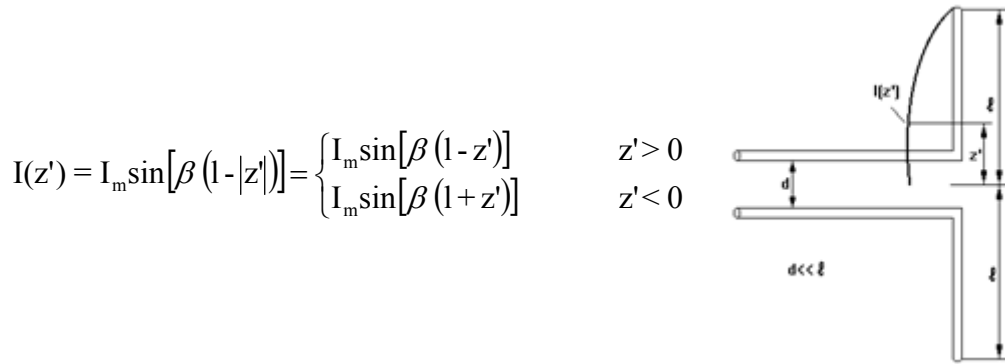 I(z') = I_m sin[β(l-|z'|)] = { I_m sin[β(l - z')] z' > 0
I_m sin[β(l + z')] z' < 0
I(z')
ℓ
z'
d
d<<ℓ
ℓ